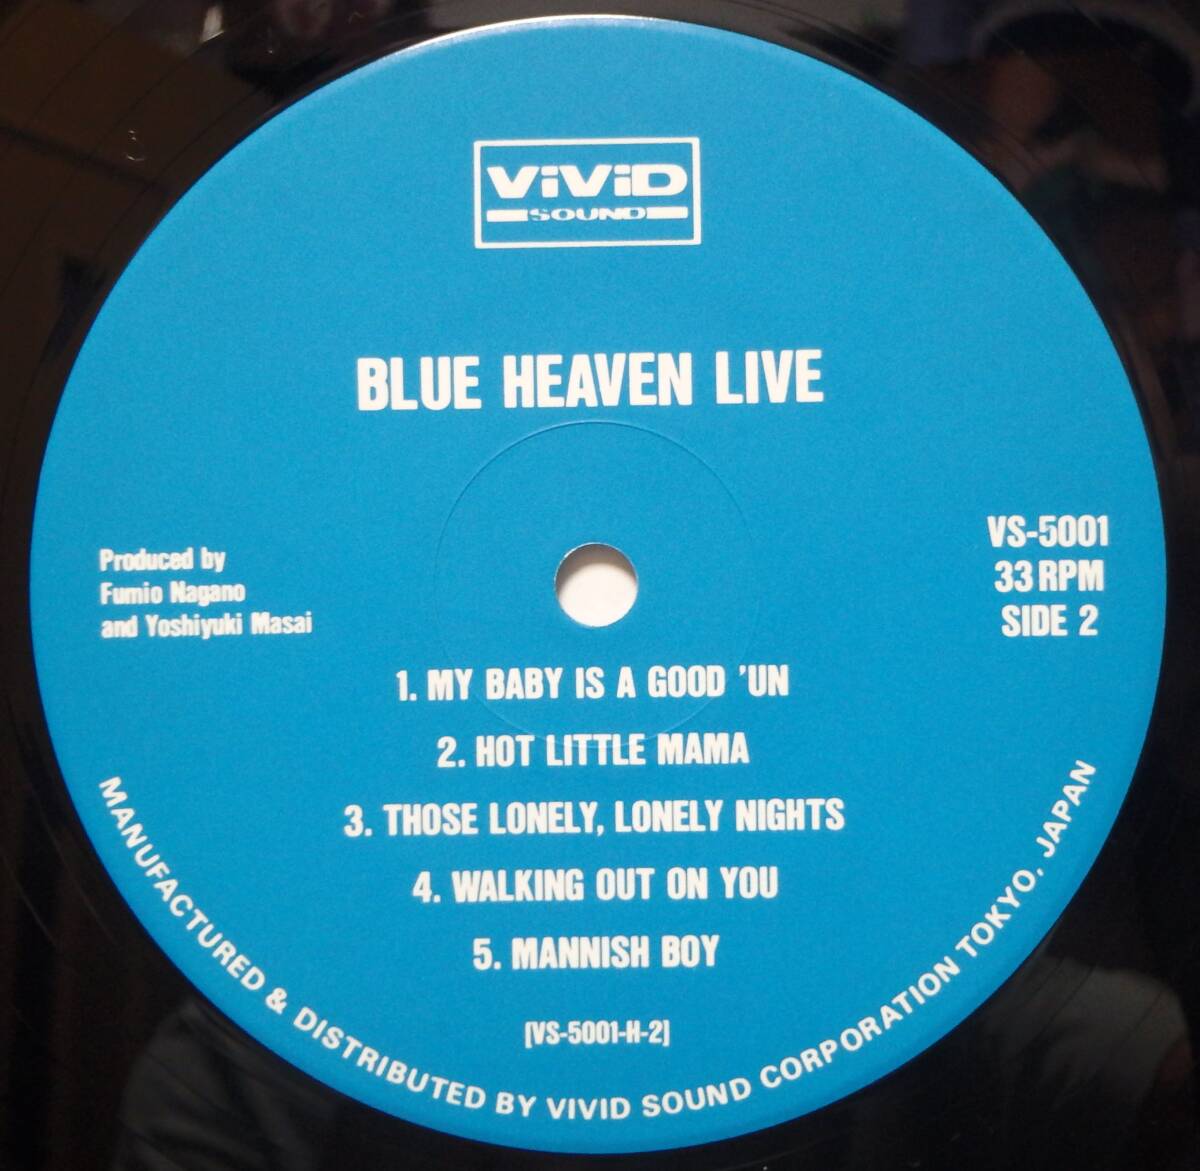 ViViD
SOUND
BLUE HEAVEN LIVE
Produced by
Fumio Nagano
and Yoshiyuki Masai
VS-5001
33 RPM
SIDE 2
1. MY BABY IS A GOOD 'UN
2. HOT LITTLE MAMA
3. THOSE LONELY, LONELY NIGHTS
4. WALKING OUT ON YOU
5. MANNISH BOY
[VS-5001-H-2]
MANUFACTURED & DISTRIBUTED BY VIVID SOUND CORPORATION TOKYO, JAPAN